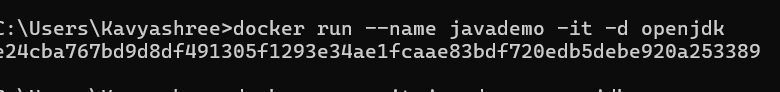 C:\Users\Kavyashree>docker run --name javademo -it -d openjdk
e24cba767bd9d8df491305f1293e34ae1fcaae83bdf720edb5debe920a253389